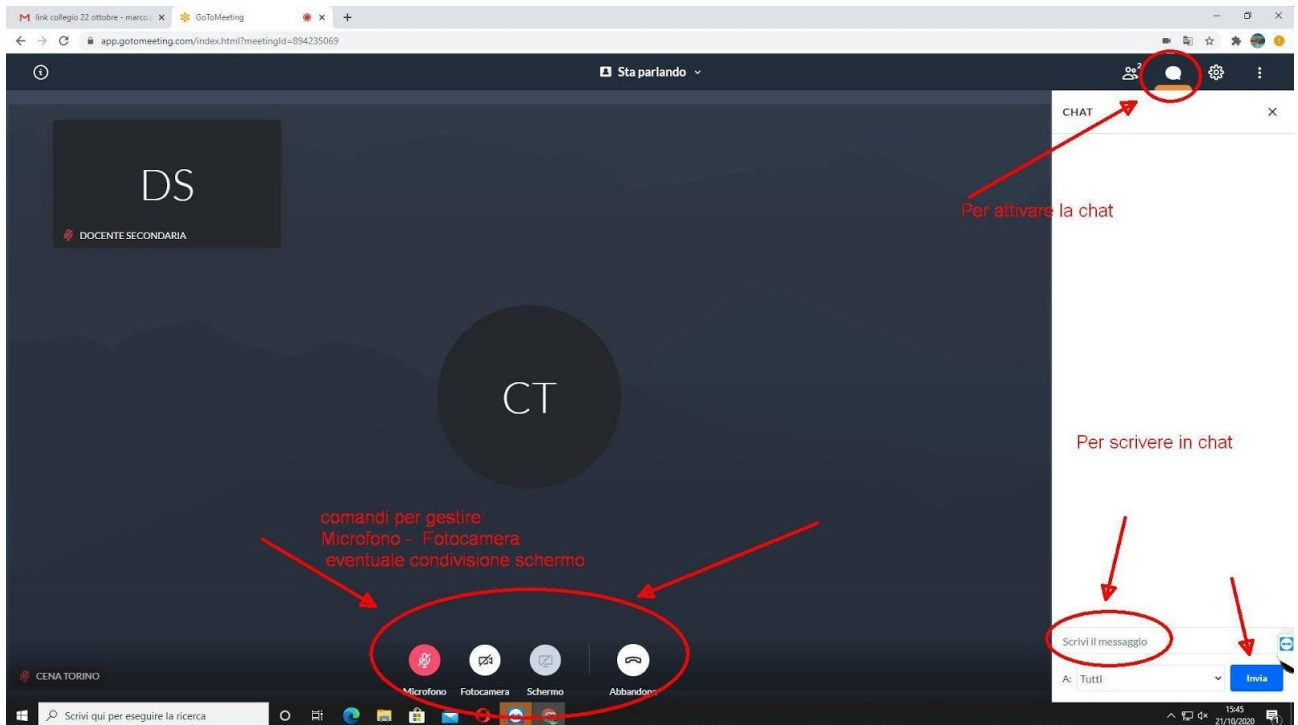 link collegio 22 ottobre - marco.
GoToMeeting
app.gotomeeting.com/index.html?meetingId=894235069
Sta parlando
2
CHAT
DS
DOCENTE SECONDARIA
Per attivare la chat
CT
Per scrivere in chat
comandi per gestire:
Microfono - Fotocamera
eventuale condivisione schermo
Scrivi il messaggio
CENA TORINO
A: Tutti
Invia
Microfono Fotocamera Schermo Abbandona
Scrivi qui per eseguire la ricerca
15:45
21/10/2020